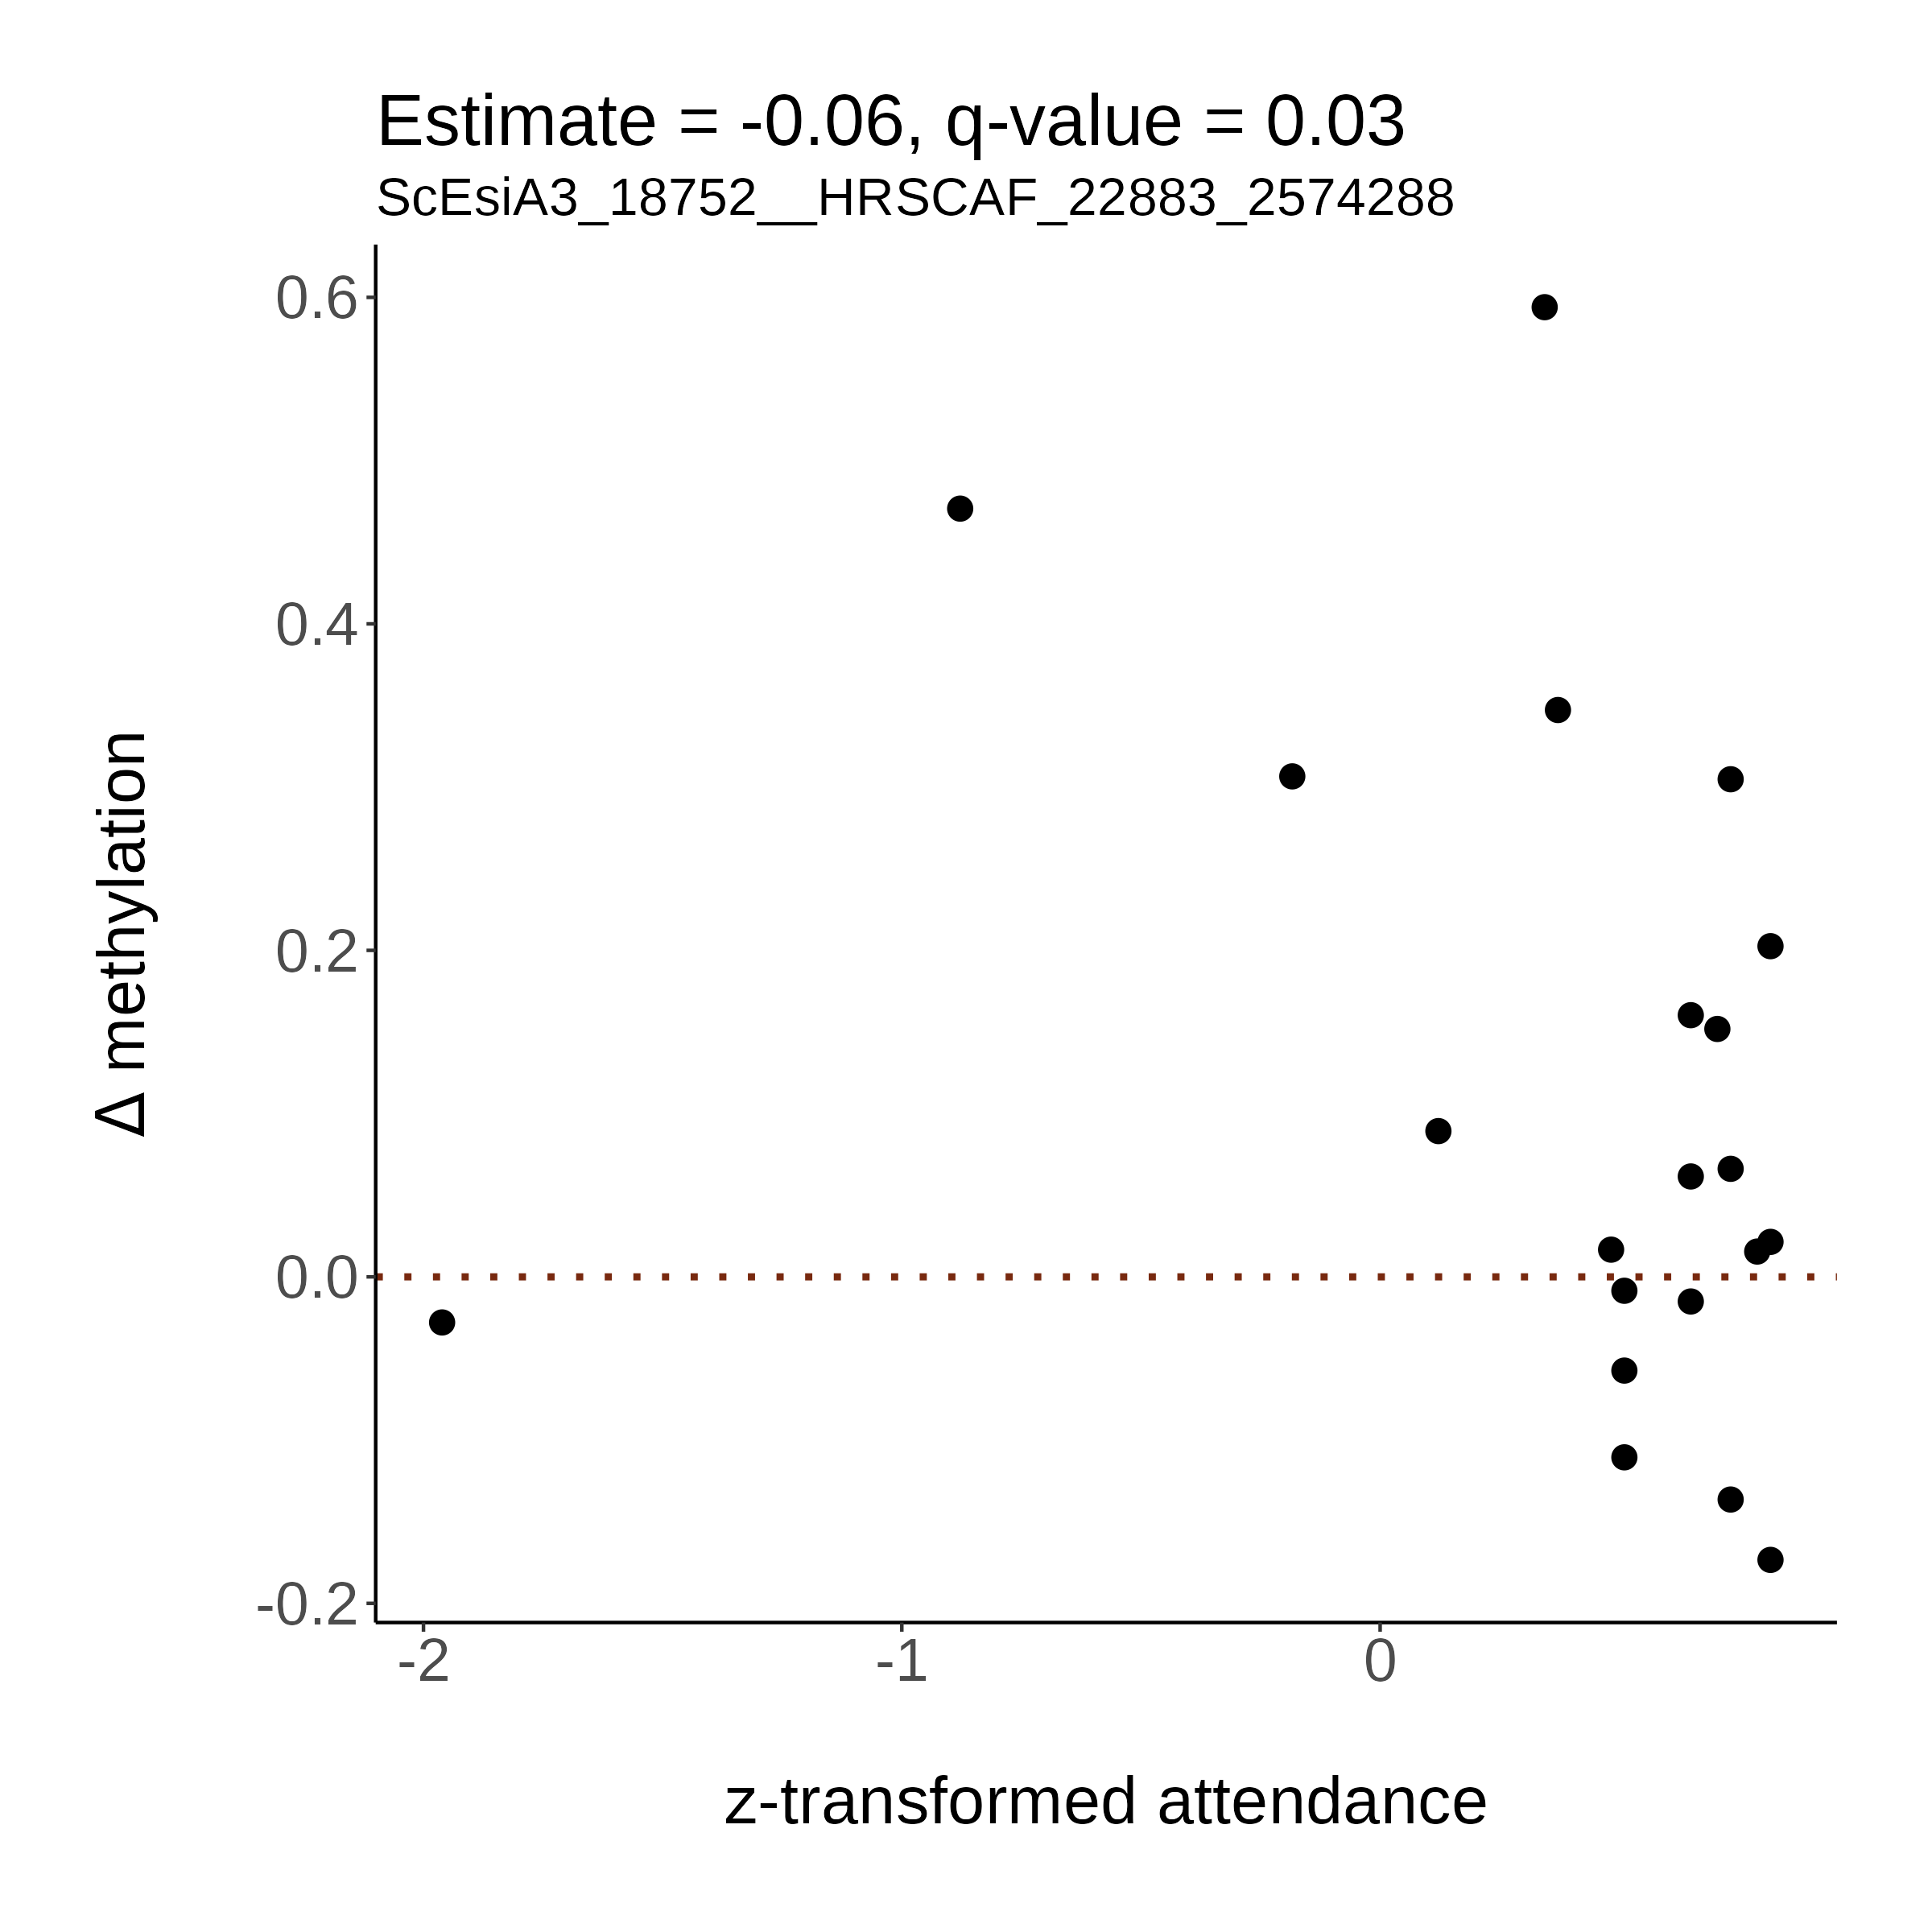 Estimate = -0.06, q-value = 0.03
ScEsiA3_18752__HRSCAF_22883_2574288
0.6
0.4
0.2
0.0
-0.2
Δ methylation
-2 -1 0
z-transformed attendance